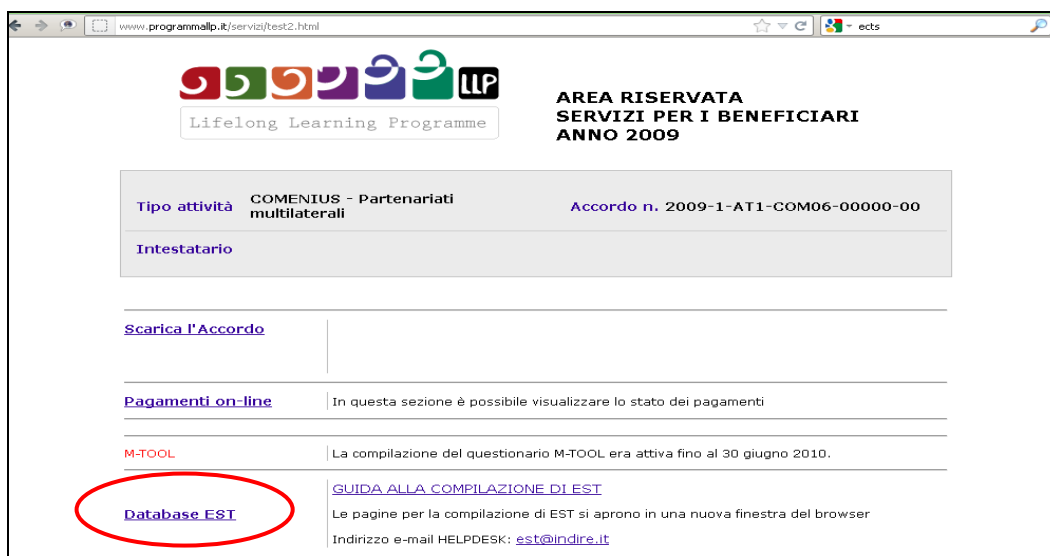 www.programmallp.it/servizi/test2.html
ects
LLP
Lifelong Learning Programme
AREA RISERVATA
SERVIZI PER I BENEFICIARI
ANNO 2009
Tipo attività COMENIUS - Partenariati multilaterali
Accordo n. 2009-1-AT1-COM06-00000-00
Intestatario
Scarica l'Accordo
Pagamenti on-line
In questa sezione è possibile visualizzare lo stato dei pagamenti
M-TOOL
La compilazione del questionario M-TOOL era attiva fino al 30 giugno 2010.
Database EST
GUIDA ALLA COMPILAZIONE DI EST
Le pagine per la compilazione di EST si aprono in una nuova finestra del browser
Indirizzo e-mail HELPDESK: est@indire.it